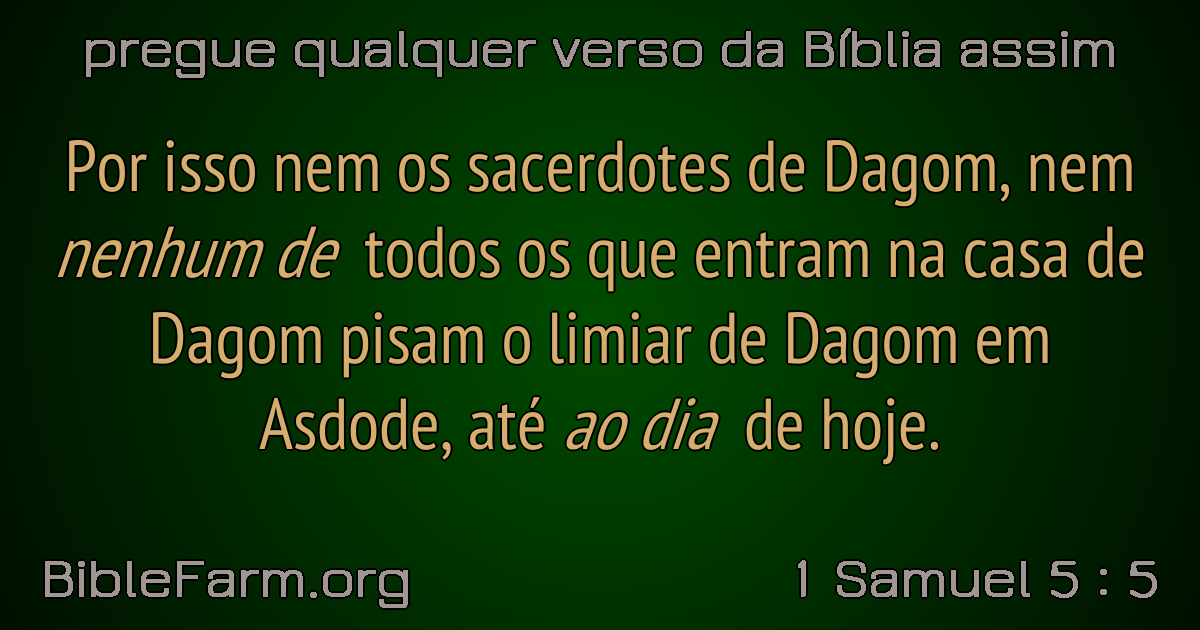 pregue qualquer verso da Bíblia assim
Por isso nem os sacerdotes de Dagom, nem
nenhum de todos os que entram na casa de
Dagom pisam o limiar de Dagom em
Asdode, até ao dia de hoje.
BibleFarm.org
1 Samuel 5 : 5